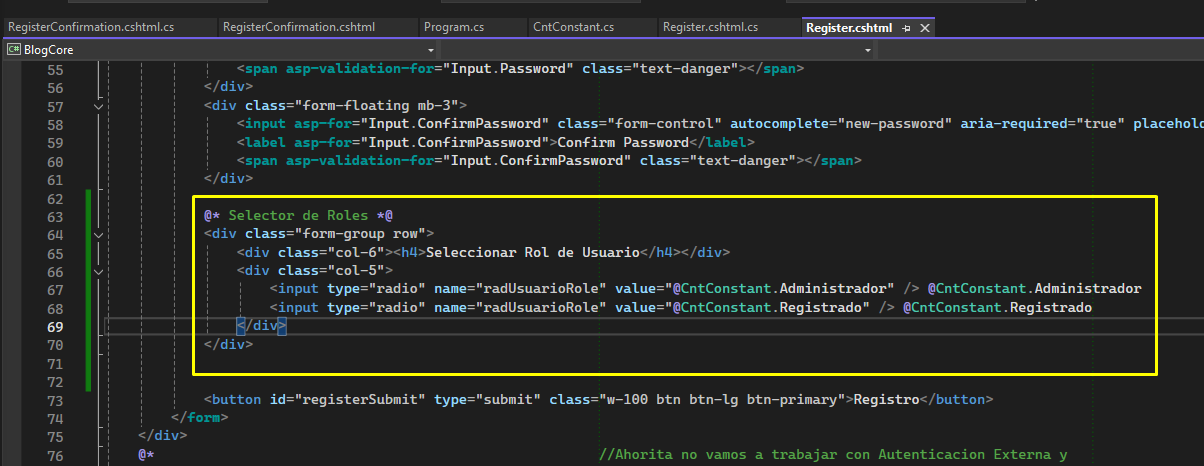 RegisterConfirmation.cshtml.cs RegisterConfirmation.cshtml Program.cs CntConstant.cs Register.cshtml.cs Register.cshtml
C# BlogCore
55 <span asp-validation-for="Input.Password" class="text-danger"></span>
56 </div>
57 <div class="form-floating mb-3">
58 <input asp-for="Input.ConfirmPassword" class="form-control" autocomplete="new-password" aria-required="true" placehold
59 <label asp-for="Input.ConfirmPassword">Confirm Password</label>
60 <span asp-validation-for="Input.ConfirmPassword" class="text-danger"></span>
61 </div>
62
63 @* Selector de Roles *@
64 <div class="form-group row">
65 <div class="col-6"><h4>Seleccionar Rol de Usuario</h4></div>
66 <div class="col-5">
67 <input type="radio" name="radUsuarioRole" value="@CntConstant.Administrador" /> @CntConstant.Administrador
68 <input type="radio" name="radUsuarioRole" value="@CntConstant.Registrado" /> @CntConstant.Registrado
69 </div>
70 </div>
71
72
73 <button id="registerSubmit" type="submit" class="w-100 btn btn-lg btn-primary">Registro</button>
74 </form>
75 </div>
76 @* //Ahorita no vamos a trabajar con Autenticacion Externa y